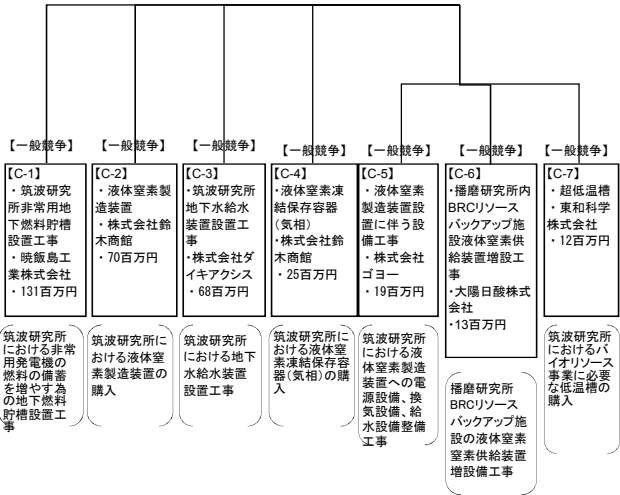 【一般競争】
【一般競争】
【一般競争】
【一般競争】
【一般競争】
【一般競争】
【一般競争】
【C-1】
・筑波研究
所非常用地
下燃料貯槽
設置工事
・暁飯島工
業株式会社
・131百万円
【C-2】
・液体窒素製
造装置
・株式会社鈴
木商館
・70百万円
【C-3】
・筑波研究所
地下水給水
装置設置工
事
・株式会社ダ
イキアクシス
・68百万円
【C-4】
・液体窒素凍
結保存容器
(気相)
・株式会社鈴
木商館
・25百万円
【C-5】
・液体窒素
製造装置設
置に伴う設
備工事
・株式会社
ゴヨー
・19百万円
【C-6】
・播磨研究所内
BRCリソース
バックアップ施
設液体窒素供
給装置増設工
事
・大陽日酸株式
会社
・13百万円
【C-7】
・超低温槽
・東和科学
株式会社
・12百万円
筑波研究所
における非常
用発電機の
燃料の備蓄
を増やす為
の地下燃料
貯槽設置工
事
筑波研究所に
おける液体窒
素製造装置の
購入
筑波研究所
における地下
水給水装置
設置工事
筑波研究所に
おける液体窒
素凍結保存容
器(気相)の購
入
筑波研究所
における液
体窒素製造
装置への電
源設備、換
気設備、給
水設備整備
工事
播磨研究所
BRCリソース
バックアップ施
設の液体窒素
窒素供給装置
増設備工事
筑波研究所
におけるバ
イオリソース
事業に必要
な低温槽の
購入